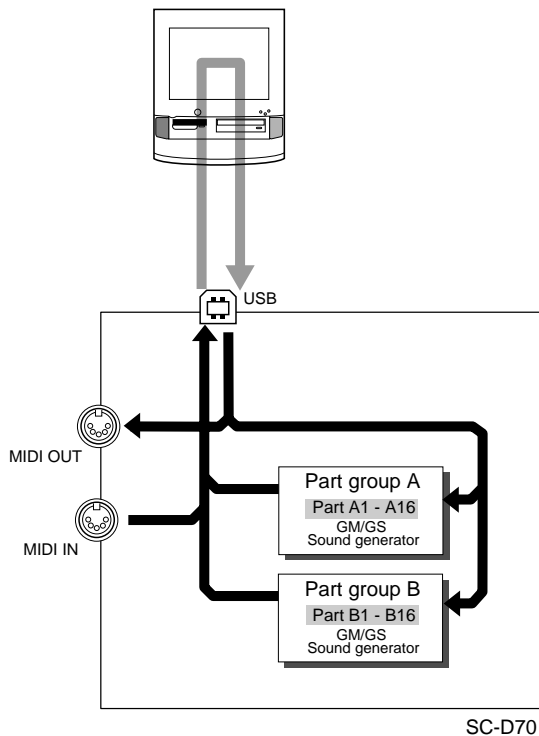 USB
MIDI OUT
MIDI IN
Part group A
Part A1 - A16
GM/GS
Sound generator
Part group B
Part B1 - B16
GM/GS
Sound generator
SC-D70